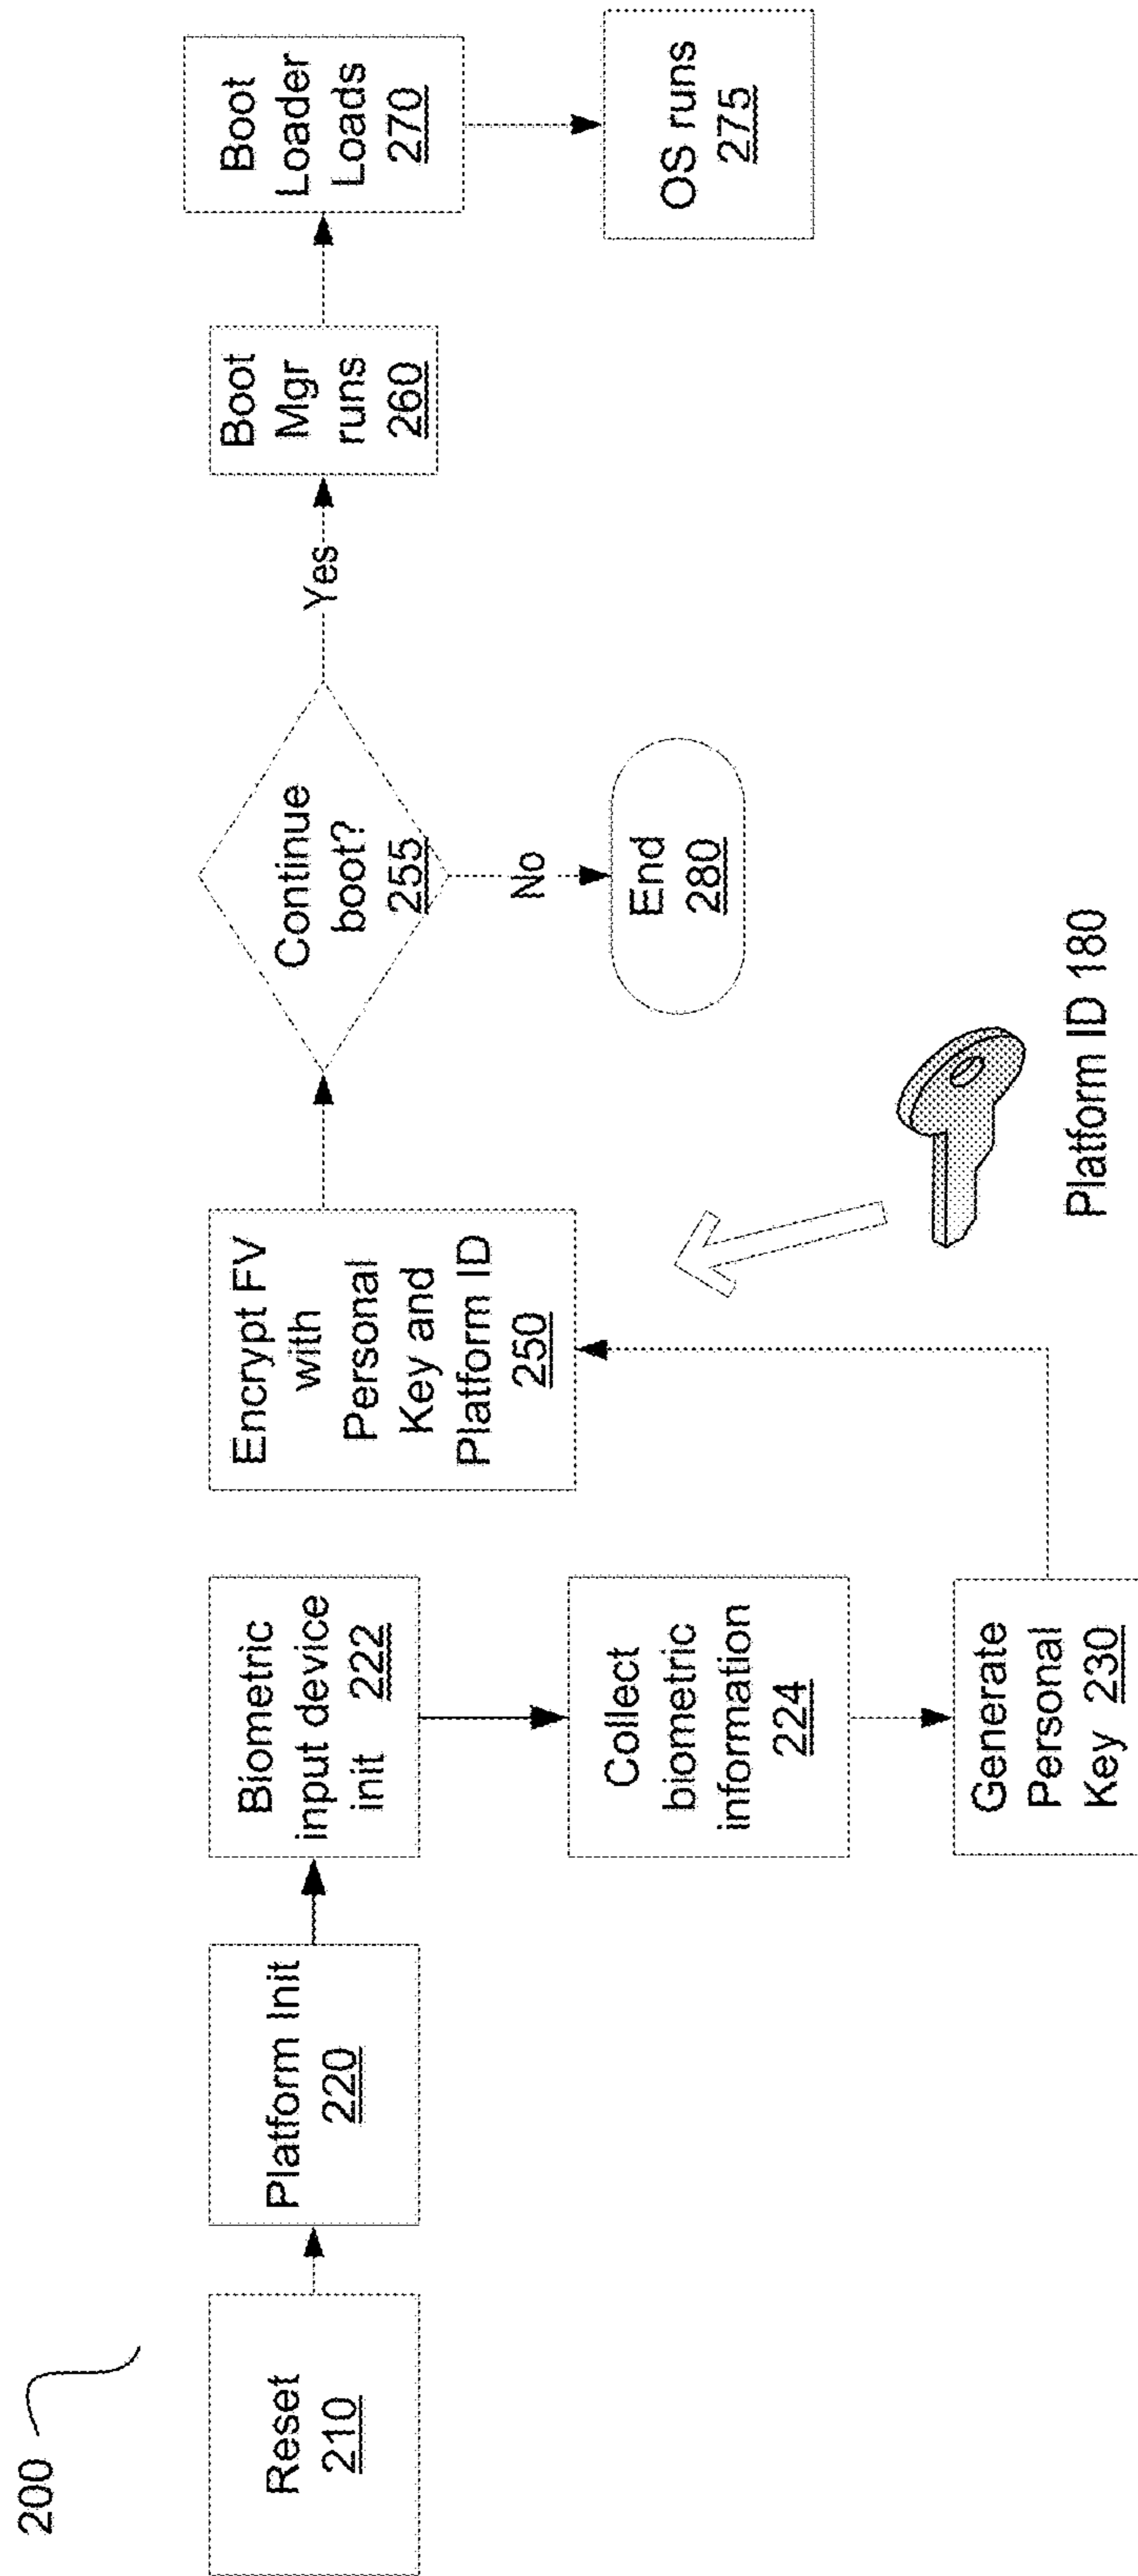 200
Reset
210
Platform Init
220
Biometric
input device
init 222
Collect
biometric
information
224
Generate
Personal
Key 230
Encrypt FV
with
Personal
Key and
Platform ID
250
Platform ID 180
Continue
boot?
255
No
End
280
Yes
Boot
Mgr
runs
260
Boot
Loader
Loads
270
OS runs
275